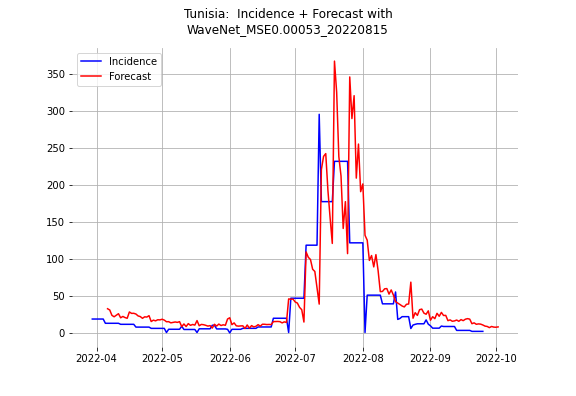 Tunisia:  Incidence + Forecast with
WaveNet_MSE0.00053_20220815
Incidence
Forecast
350
300
250
200
150
100
50
0
2022-04 2022-05 2022-06 2022-07 2022-08 2022-09 2022-10